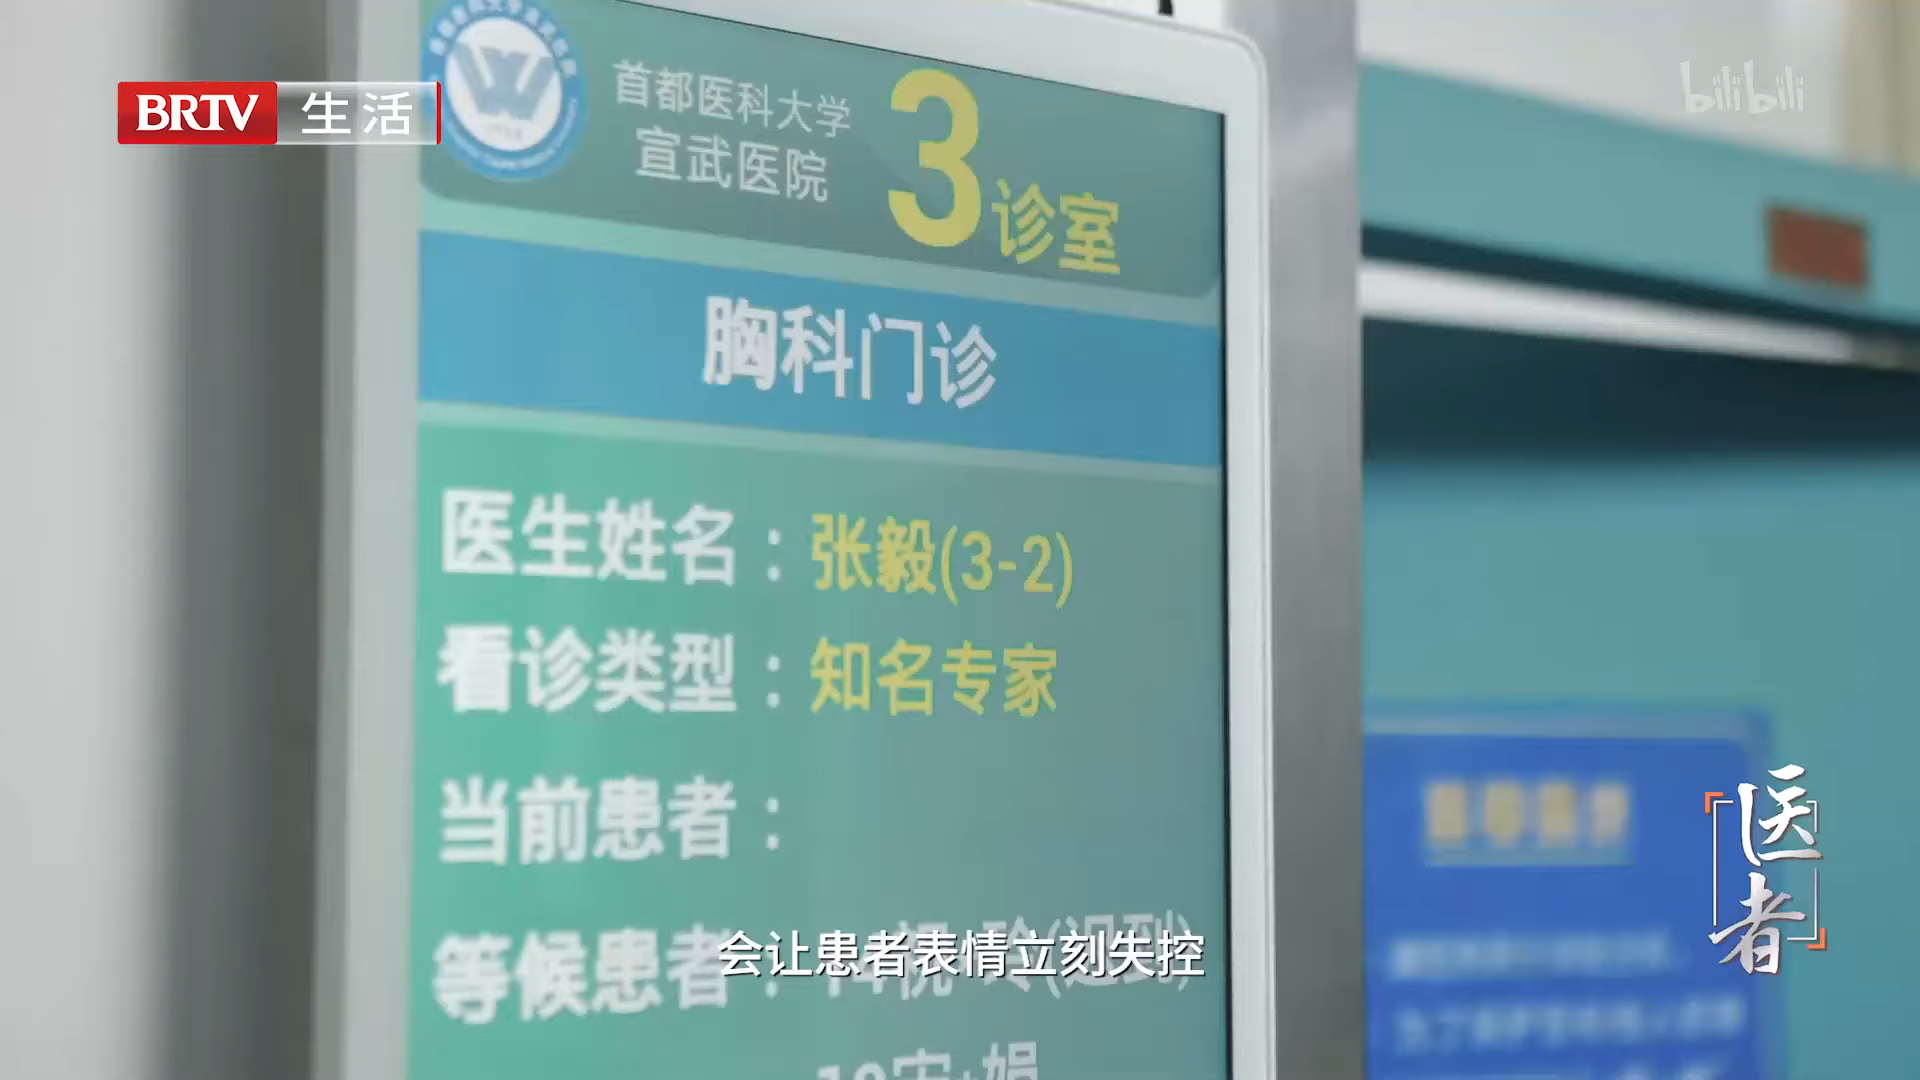 BRTV 生活
bilibili
首都医科大学
宣武医院
3诊室
胸科门诊
医生姓名：张毅(3-2)
看诊类型：知名专家
当前患者：
等候患者：
会让患者表情立刻失控
医者